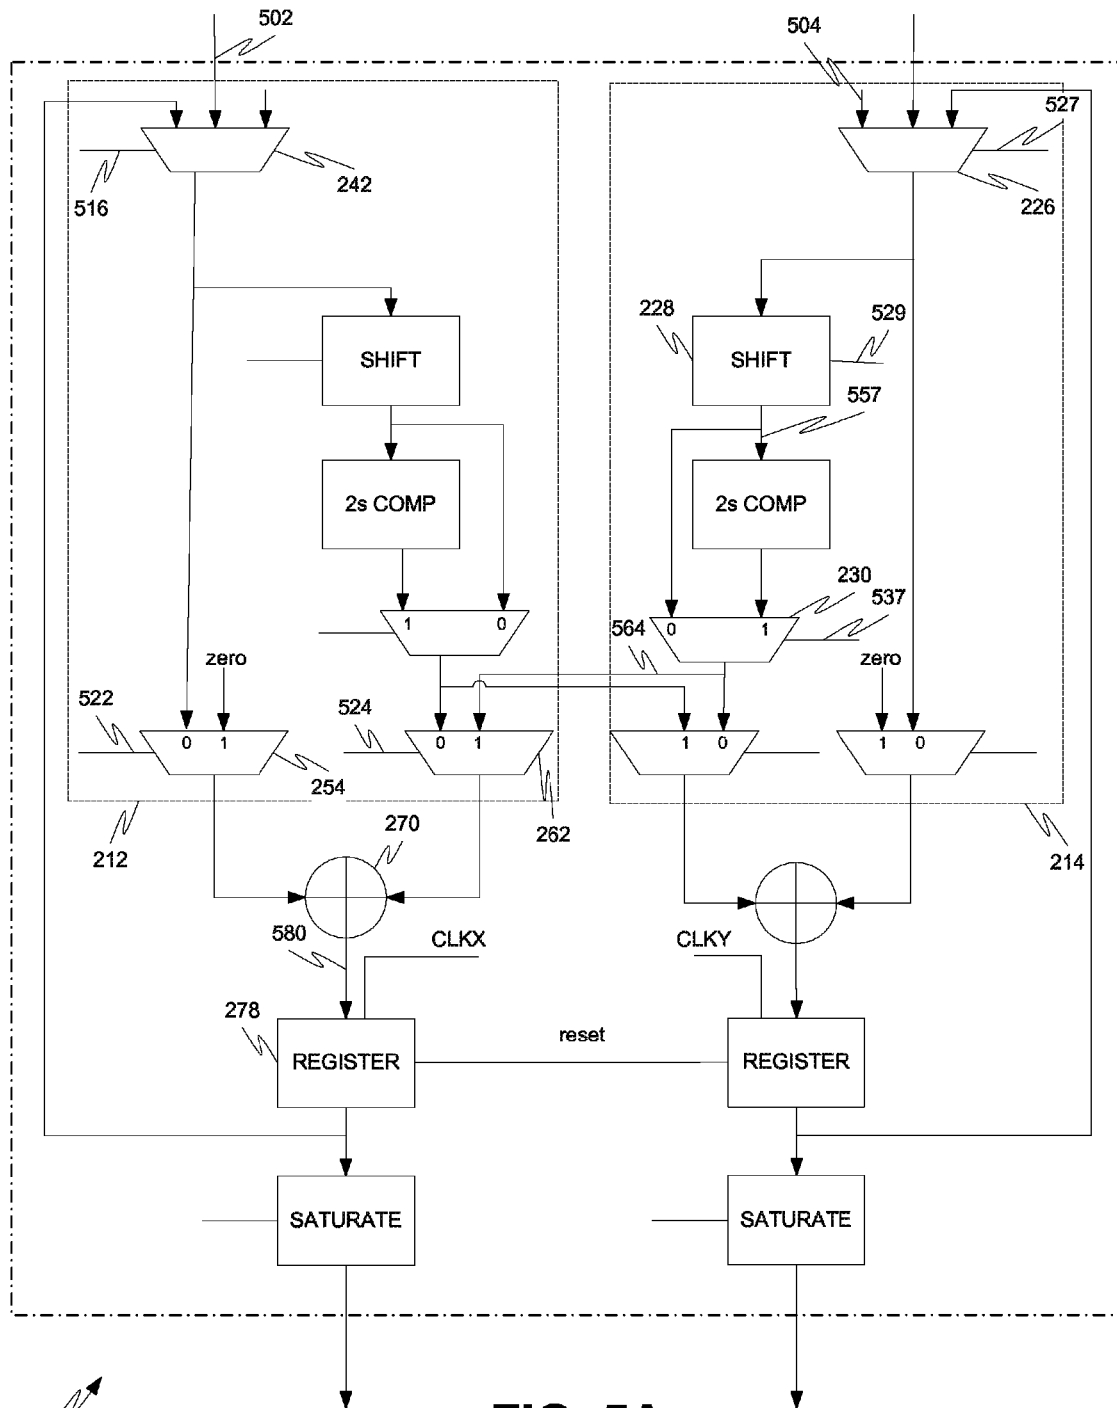 502
504
527
516
242
226
SHIFT
228
SHIFT
529
557
2s COMP
2s COMP
230
1 0
0 1
537
564
zero
zero
522
0 1
524
0 1
1 0
1 0
254
262
212
270
214
580
CLKX
CLKY
278
REGISTER
reset
REGISTER
SATURATE
SATURATE